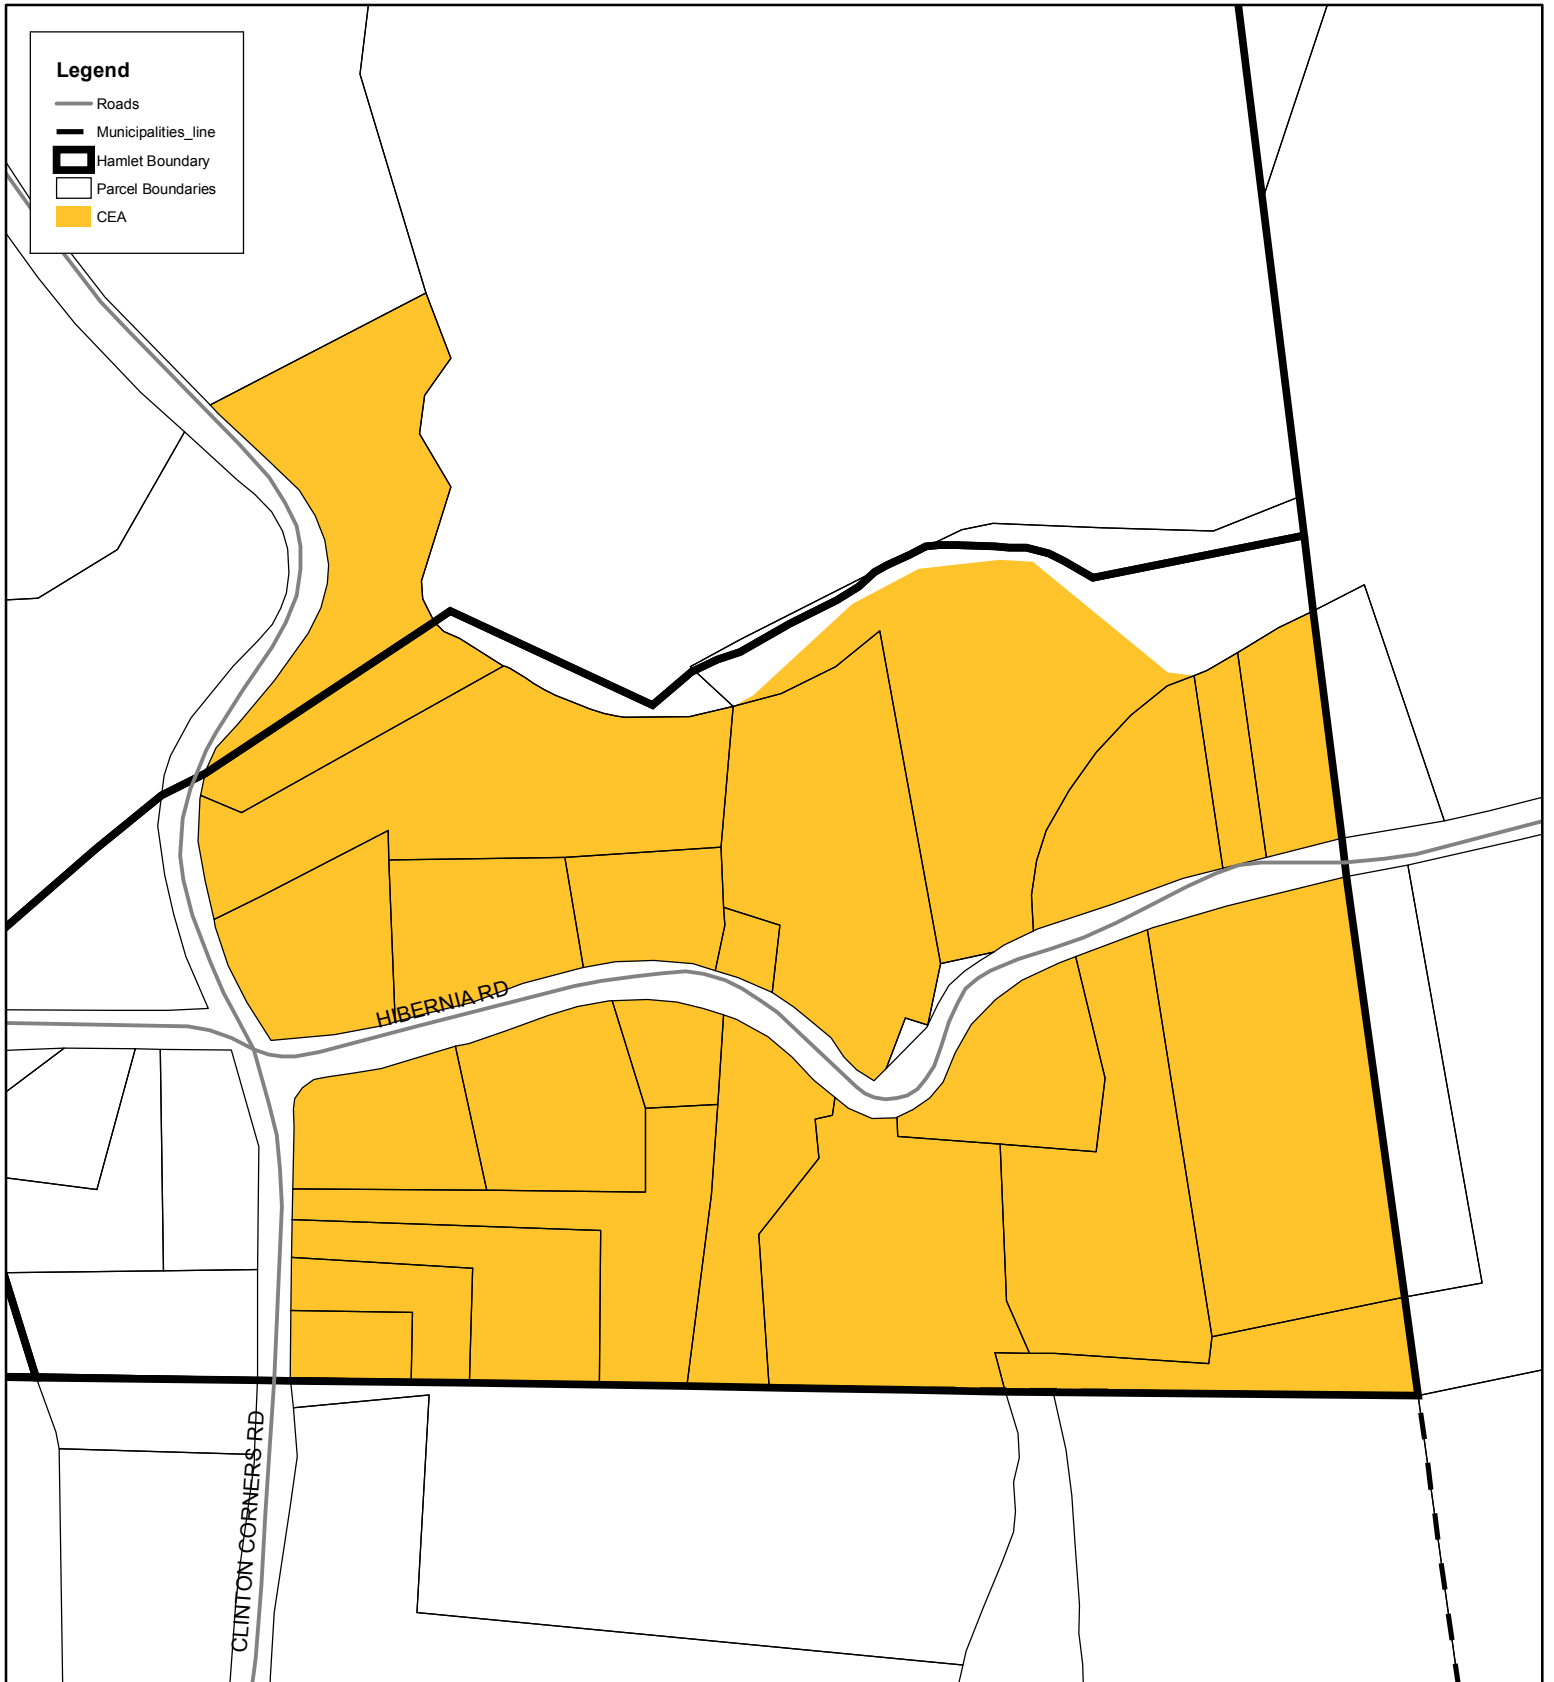 Legend
Roads
Municipalities_line
Hamlet Boundary
Parcel Boundaries
CEA
HIBERNIA RD
CLINTON CORNERS RD